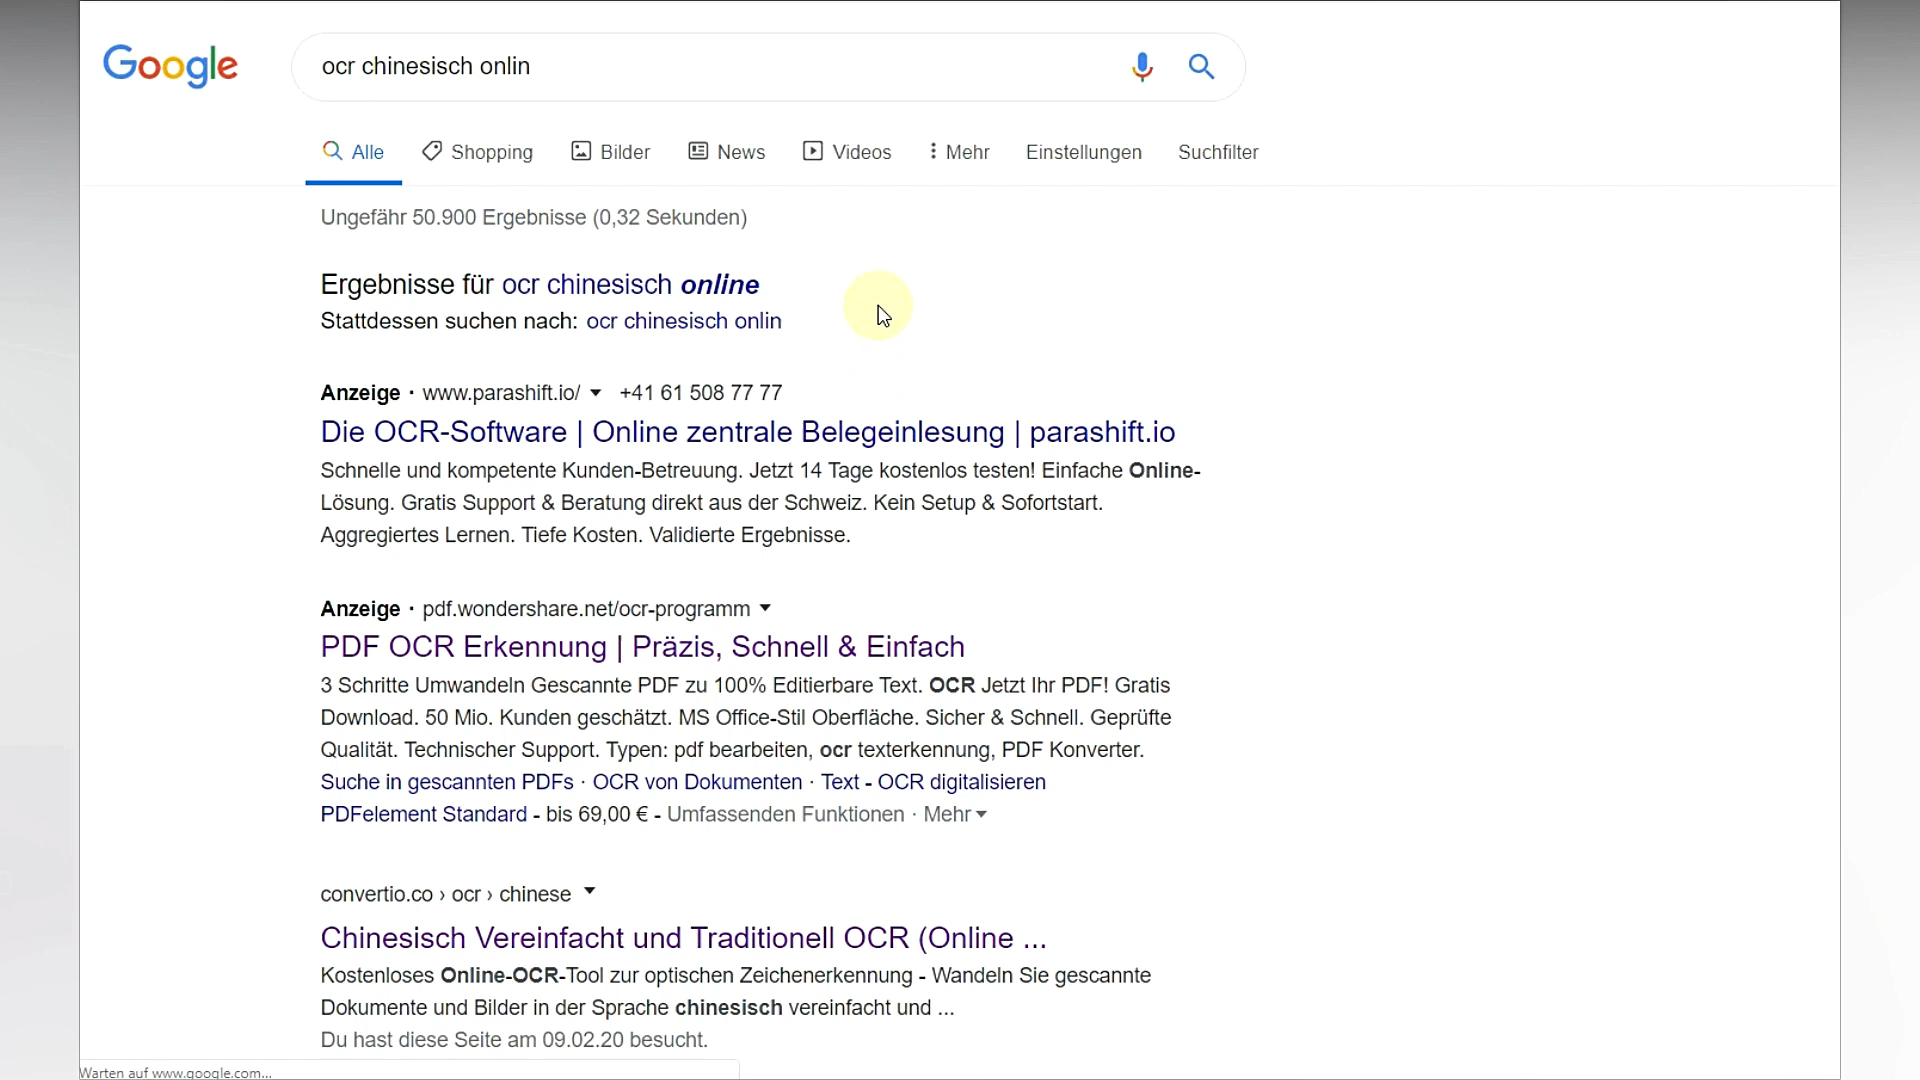 Google
ocr chinesisch onlin
Alle Shopping Bilder News Videos Mehr Einstellungen Suchfilter
Ungefähr 50.900 Ergebnisse (0,32 Sekunden)
Ergebnisse für ocr chinesisch online
Stattdessen suchen nach: ocr chinesisch onlin
Anzeige · www.parashift.io/ +41 61 508 77 77
Die OCR-Software | Online zentrale Belegeinlesung | parashift.io
Schnelle und kompetente Kunden-Betreuung. Jetzt 14 Tage kostenlos testen! Einfache Online-
Lösung. Gratis Support & Beratung direkt aus der Schweiz. Kein Setup & Sofortstart.
Aggregiertes Lernen. Tiefe Kosten. Validierte Ergebnisse.
Anzeige · pdf.wondershare.net/ocr-programm
PDF OCR Erkennung | Präzis, Schnell & Einfach
3 Schritte Umwandeln Gescannte PDF zu 100% Editierbare Text. OCR Jetzt Ihr PDF! Gratis
Download. 50 Mio. Kunden geschätzt. MS Office-Stil Oberfläche. Sicher & Schnell. Geprüfte
Qualität. Technischer Support. Typen: pdf bearbeiten, ocr texterkennung, PDF Konverter.
Suche in gescannten PDFs · OCR von Dokumenten · Text - OCR digitalisieren
PDFelement Standard - bis 69,00 € - Umfassenden Funktionen · Mehr
convertio.co › ocr › chinese
Chinesisch Vereinfacht und Traditionell OCR (Online ...
Kostenloses Online-OCR-Tool zur optischen Zeichenerkennung - Wandeln Sie gescannte
Dokumente und Bilder in der Sprache chinesisch vereinfacht und ...
Du hast diese Seite am 09.02.20 besucht.
Warten auf www.google.com...